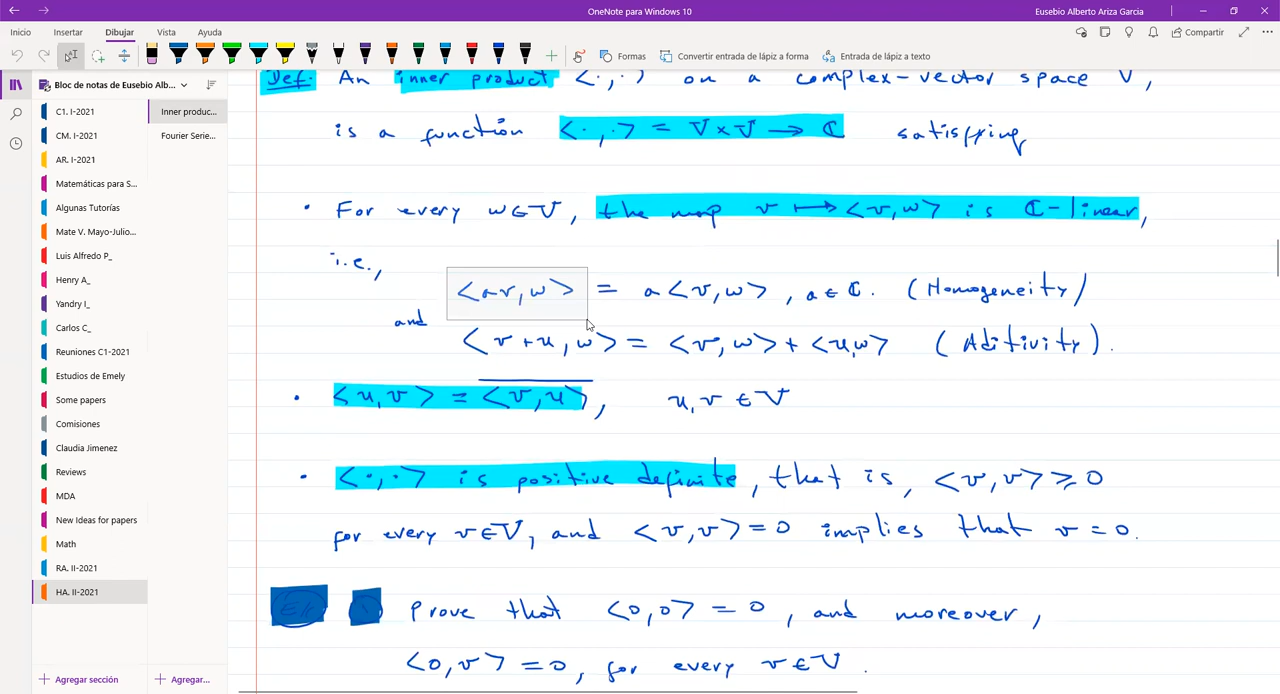 OneNote para Windows 10
Eusebio Alberto Ariza Garcia
Inicio Insertar Dibujar Vista Ayuda
Compartir
Formas
Convertir entrada de lápiz a forma
Entrada de lápiz a texto
Bloc de notas de Eusebio Alb...
C1. I-2021
CM. I-2021
AR. I-2021
Matemáticas para S...
Algunas Tutorías
Mate V. Mayo-Julio...
Luis Alfredo P_
Henry A_
Yandry I_
Carlos C_
Reuniones C1-2021
Estudios de Emely
Some papers
Comisiones
Claudia Jimenez
Reviews
MDA
New Ideas for papers
Math
RA. II-2021
HA. II-2021
Agregar sección
Inner produc...
Fourier Serie...
Agregar...
Def: An inner product <·,·> on a complex-vector space V,
is a function <·,·> = V×V → ℂ satisfying
· For every w∈V, the map v ↦ <v,w> is ℂ-linear,
i.e.,
<av,w> = a<v,w>, a∈ℂ. (Homogeneity)
and
<v+u,w> = <v,w>+<u,w> (Aditivity).
· <u,v> = \overline{<v,u>}, u,v∈V
· <·,·> is positive definite, that is, <v,v>≥0
for every v∈V, and <v,v>=0 implies that v=0.
Prove that <0,0> = 0, and moreover,
<0,v> = 0, for every v∈V.